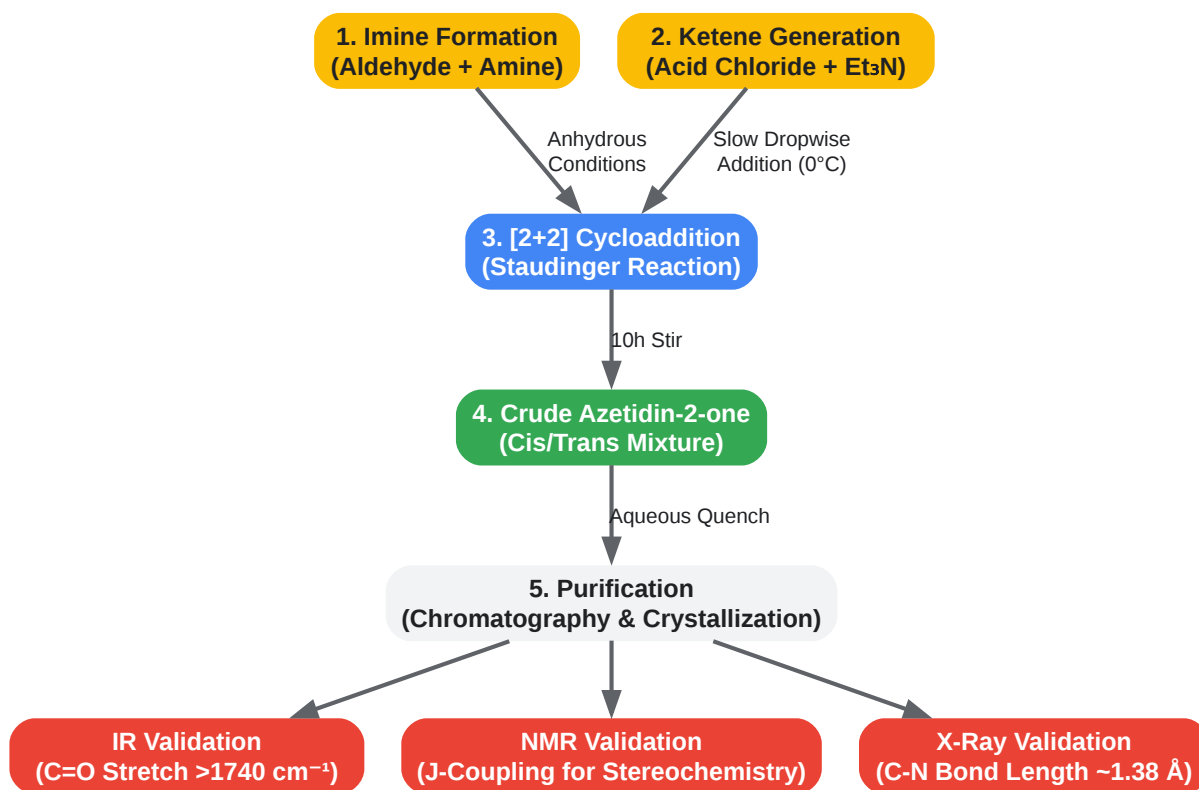 1. Imine Formation
(Aldehyde + Amine)
2. Ketene Generation
(Acid Chloride + Et₃N)
Anhydrous
Conditions
Slow Dropwise
Addition (0°C)
3. [2+2] Cycloaddition
(Staudinger Reaction)
10h Stir
4. Crude Azetidin-2-one
(Cis/Trans Mixture)
Aqueous Quench
5. Purification
(Chromatography & Crystallization)
IR Validation
(C=O Stretch >1740 cm⁻¹)
NMR Validation
(J-Coupling for Stereochemistry)
X-Ray Validation
(C-N Bond Length ~1.38 Å)